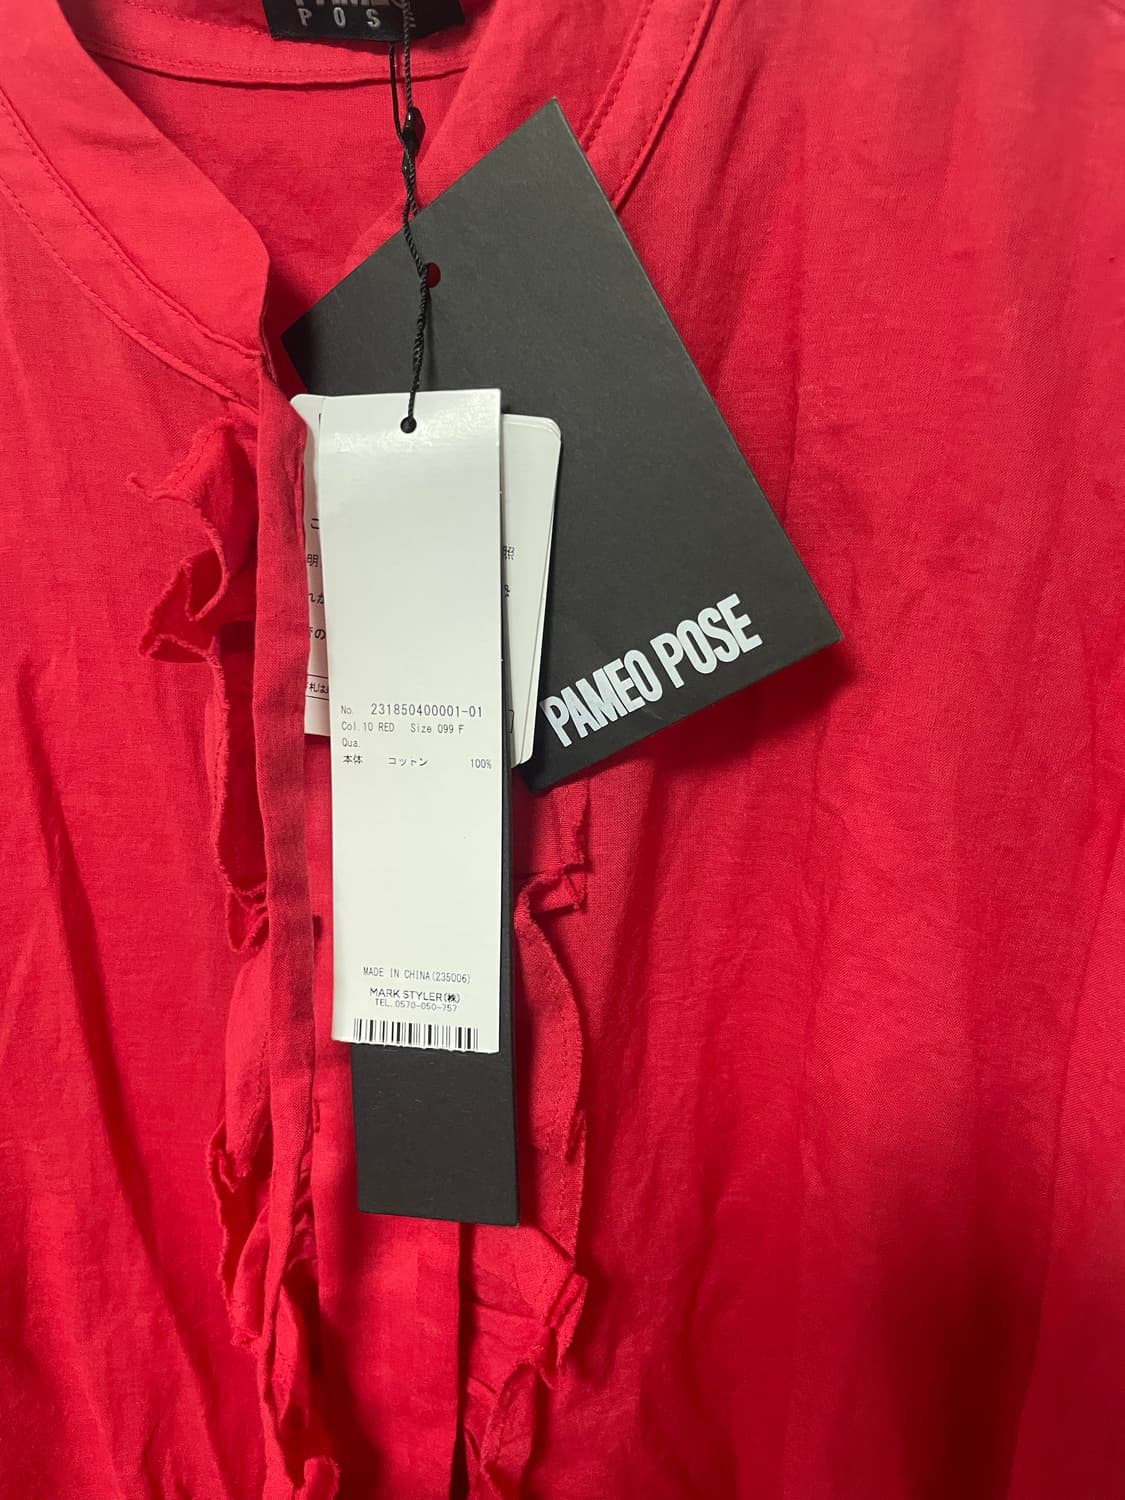 POS
PAMEO POSE
No. 231850400001-01
Col.10 RED Size 099 F
Qua.
本体 コットン 100%
MADE IN CHINA(235006)
MARK STYLER(株)
TEL. 0570-050-757